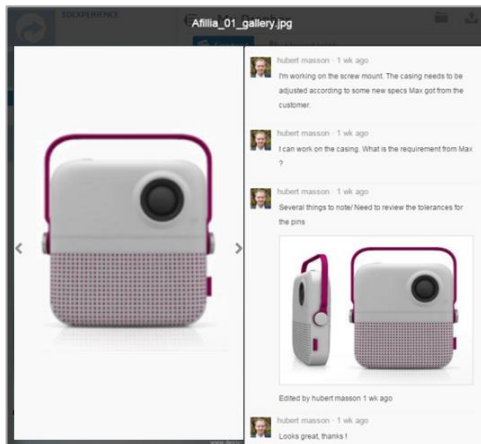 3DEXPERIENCE
Afillia_01_gallery.jpg
hubert masson · 1 wk ago
I'm working on the screw mount. The casing needs to be
adjusted according to some new specs Max got from the
customer.
hubert masson · 1 wk ago
I can work on the casing. What is the requirement from Max
?
hubert masson · 1 wk ago
Several things to note/ Need to review the tolerances for
the pins
Edited by hubert masson 1 wk ago
hubert masson · 1 wk ago
Looks great, thanks !